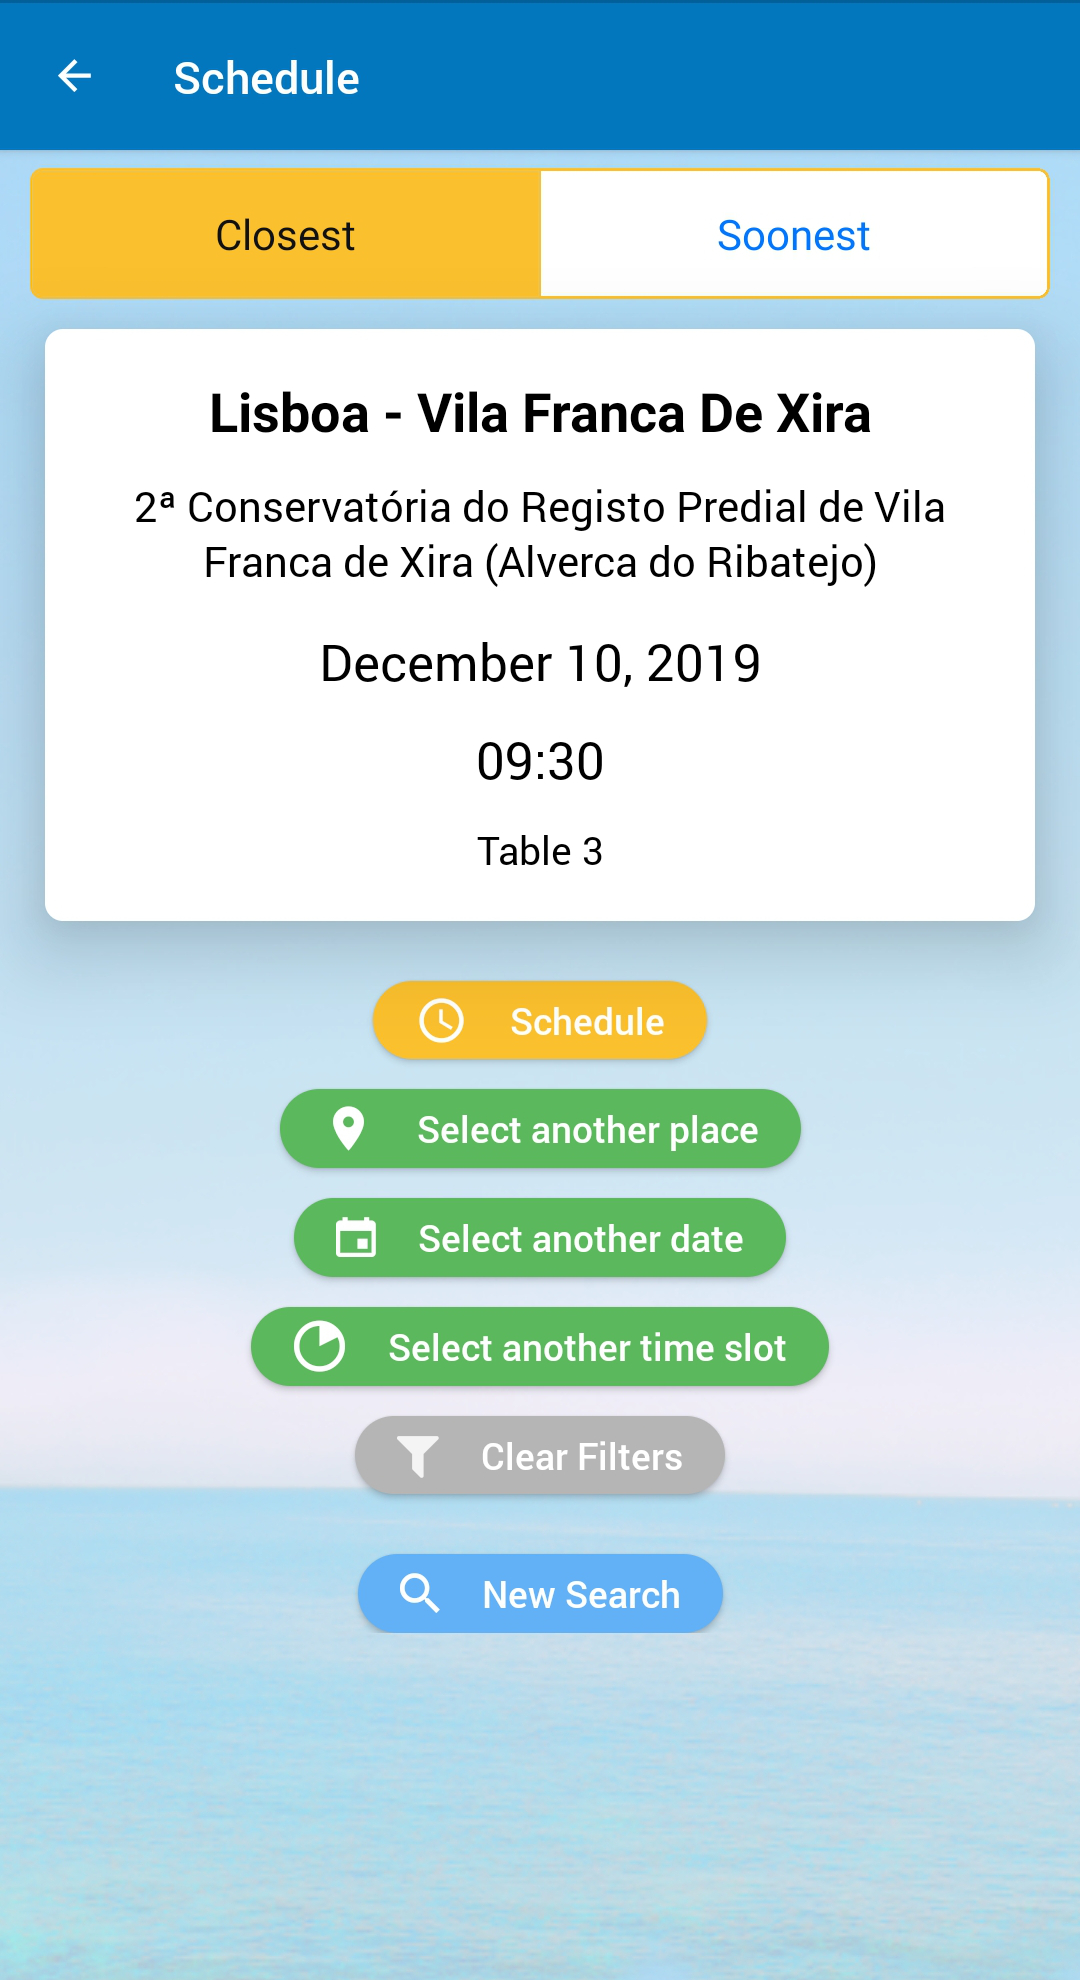 Schedule
Closest
Soonest
Lisboa - Vila Franca De Xira
2ª Conservatória do Registo Predial de Vila
Franca de Xira (Alverca do Ribatejo)
December 10, 2019
09:30
Table 3
Schedule
Select another place
Select another date
Select another time slot
Clear Filters
New Search